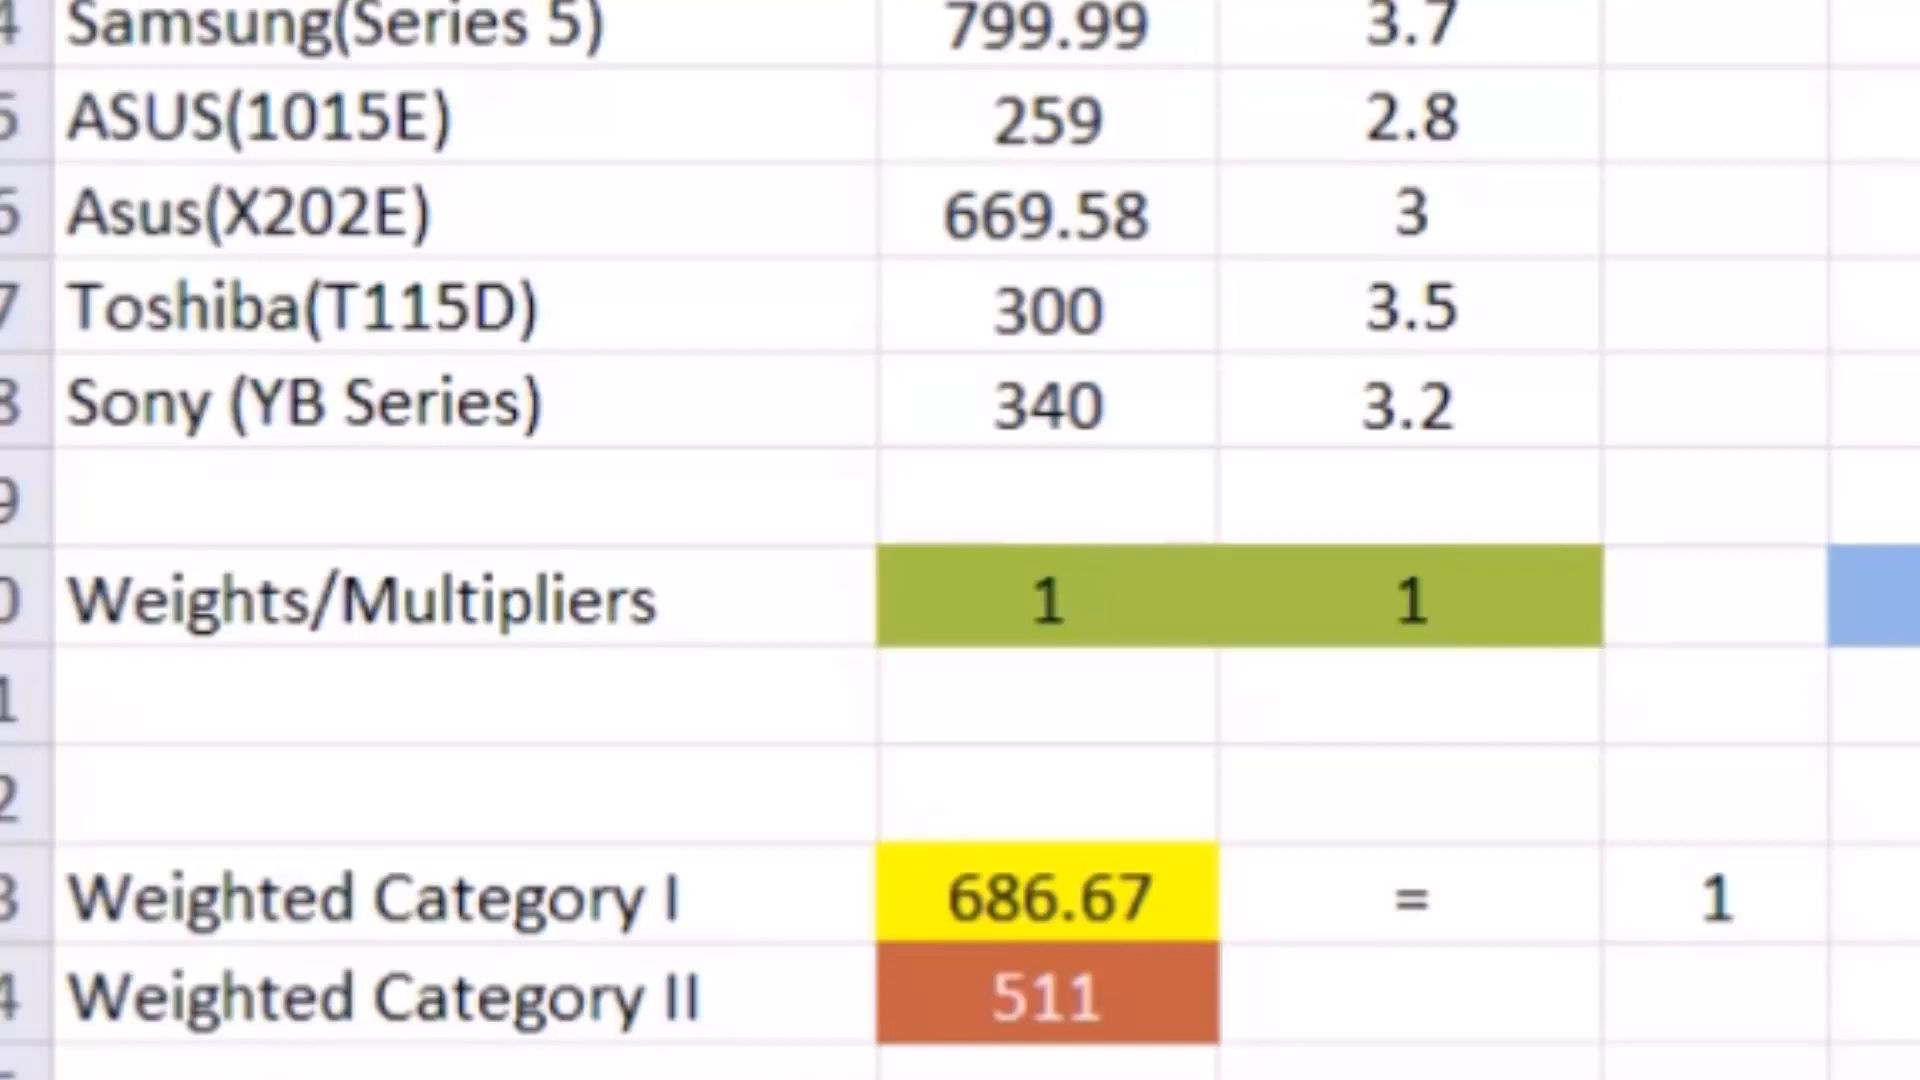 4 Samsung(Series 5) 799.99 3.7
5 ASUS(1015E) 259 2.8
6 Asus(X202E) 669.58 3
7 Toshiba(T115D) 300 3.5
8 Sony (YB Series) 340 3.2
9
0 Weights/Multipliers 1 1
1
2
3 Weighted Category I 686.67 = 1
4 Weighted Category II 511